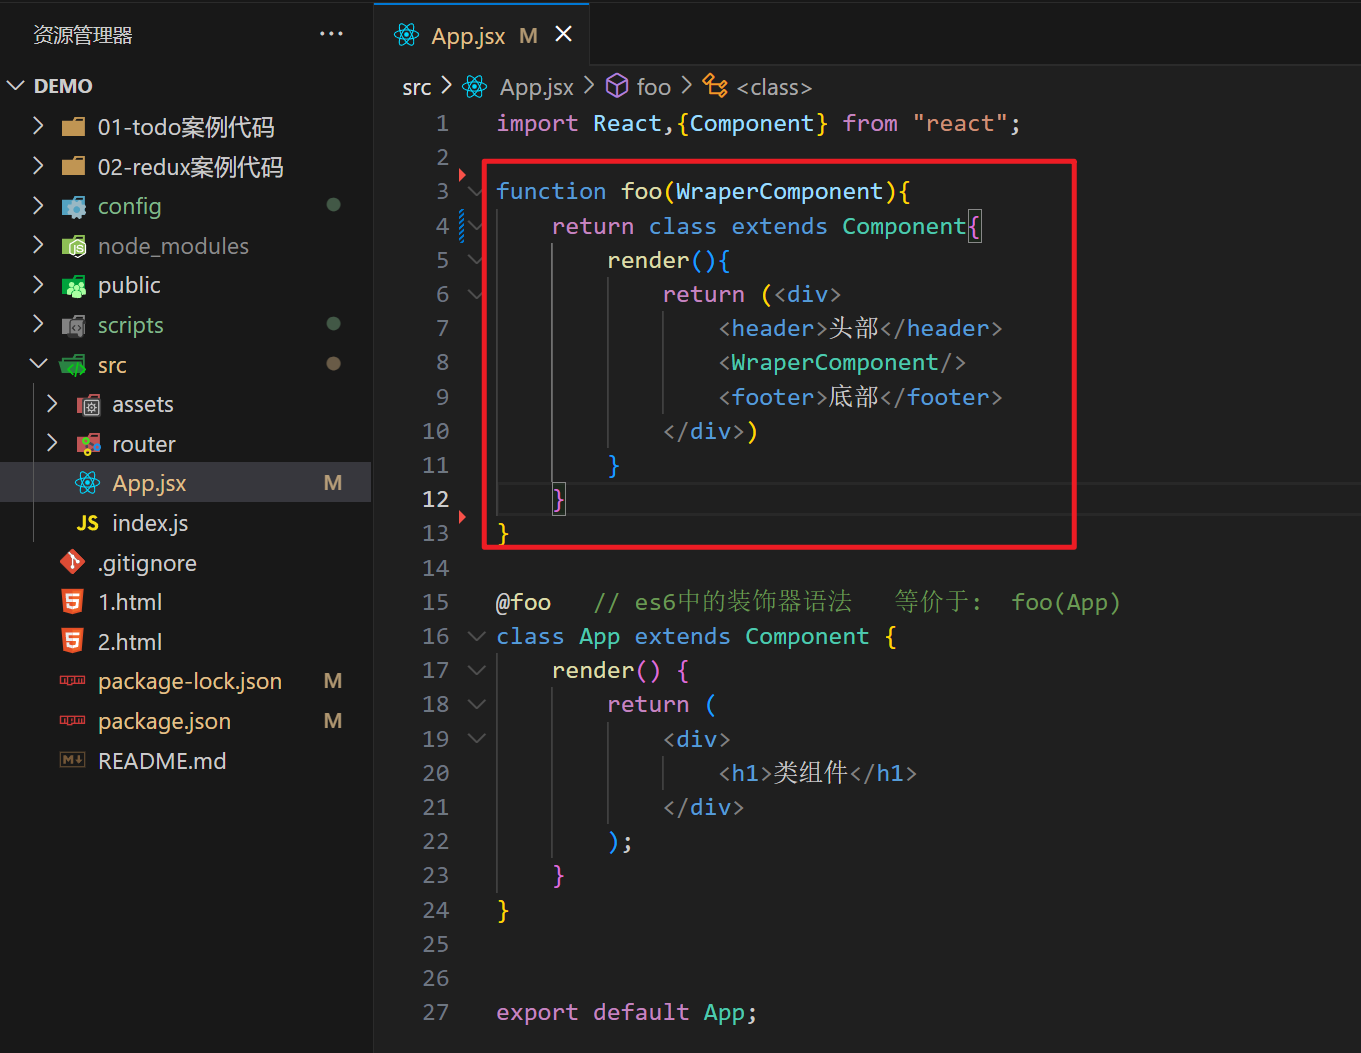 资源管理器 ···
DEMO
01-todo案例代码
02-redux案例代码
config
node_modules
public
scripts
src
assets
router
App.jsx M
JS index.js
.gitignore
1.html
2.html
package-lock.json M
package.json M
README.md
App.jsx M
src > App.jsx > foo > <class>
1 import React,{Component} from "react";
2
3 function foo(WraperComponent){
4 return class extends Component{
5 render(){
6 return (<div>
7 <header>头部</header>
8 <WraperComponent/>
9 <footer>底部</footer>
10 </div>)
11 }
12 }
13 }
14
15 @foo // es6中的装饰器语法 等价于: foo(App)
16 class App extends Component {
17 render() {
18 return (
19 <div>
20 <h1>类组件</h1>
21 </div>
22 );
23 }
24 }
25
26
27 export default App;